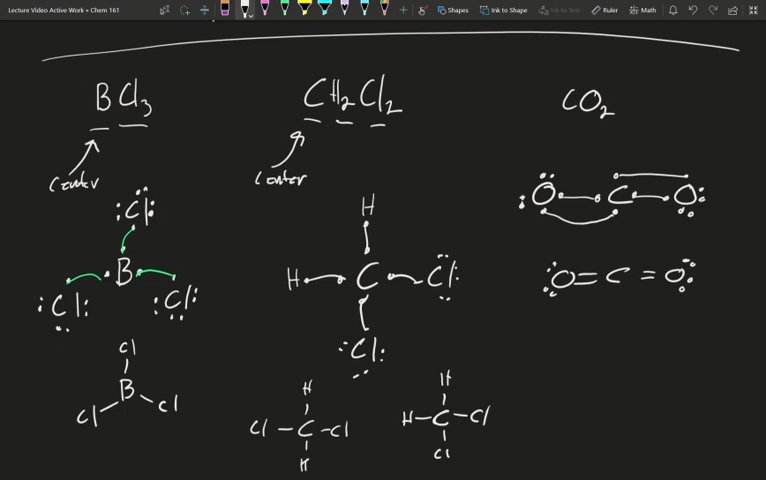 Lecture Video Active Work • Chem 161
Shapes Ink to Shape Ink to Text Ruler Math
BCl₃ CH₂Cl₂ CO₂
Center Center
:Cl:
B
:Cl: :Cl:
H
H C Cl:
:Cl:
:O C O:
:O=C=O:
Cl
B
Cl Cl
H
Cl-C-Cl
H
H
H-C-Cl
Cl